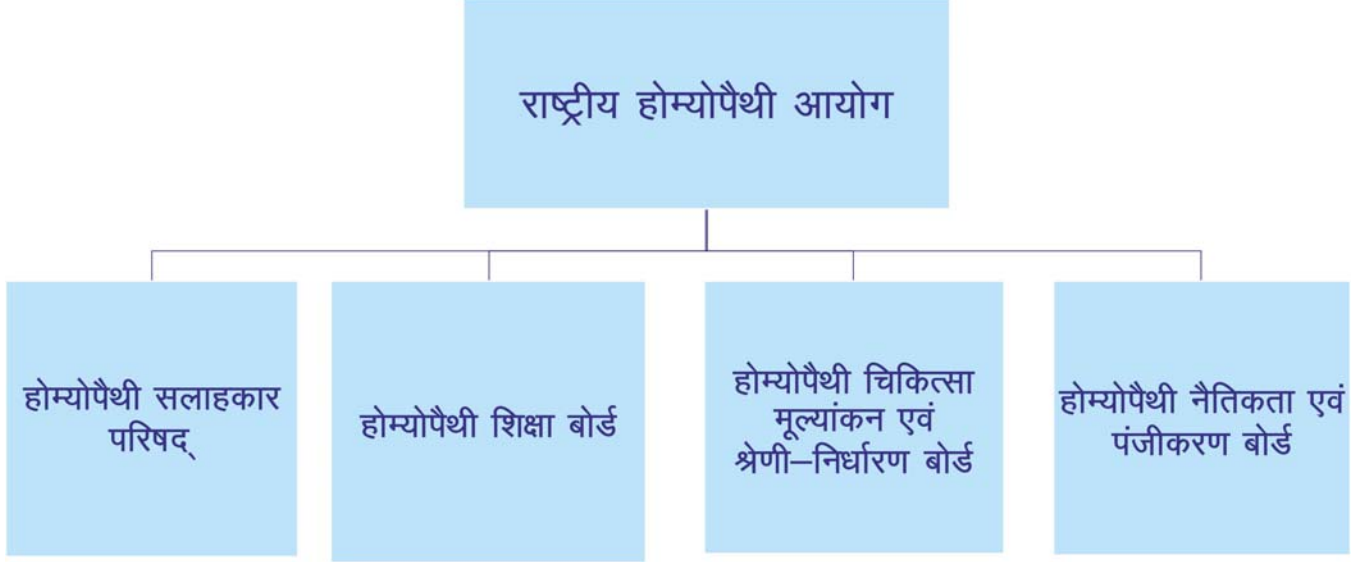 राष्ट्रीय होम्योपैथी आयोग
होम्योपैथी सलाहकार
परिषद्
होम्योपैथी शिक्षा बोर्ड
होम्योपैथी चिकित्सा
मूल्यांकन एवं
श्रेणी–निर्धारण बोर्ड
होम्योपैथी नैतिकता एवं
पंजीकरण बोर्ड